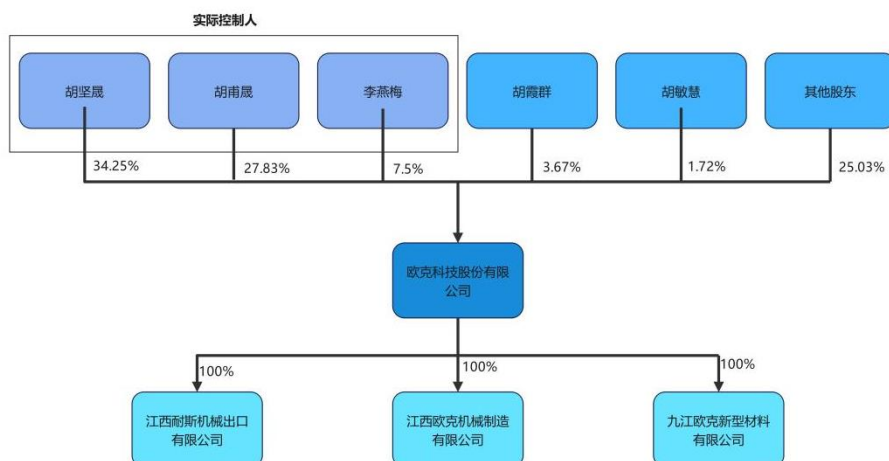 实际控制人
胡坚晟
胡甫晟
李燕梅
胡霞群
胡敏慧
其他股东
34.25%
27.83%
7.5%
3.67%
1.72%
25.03%
欧克科技股份有限
公司
100%
100%
100%
江西耐斯机械出口
有限公司
江西欧克机械制造
有限公司
九江欧克新型材料
有限公司